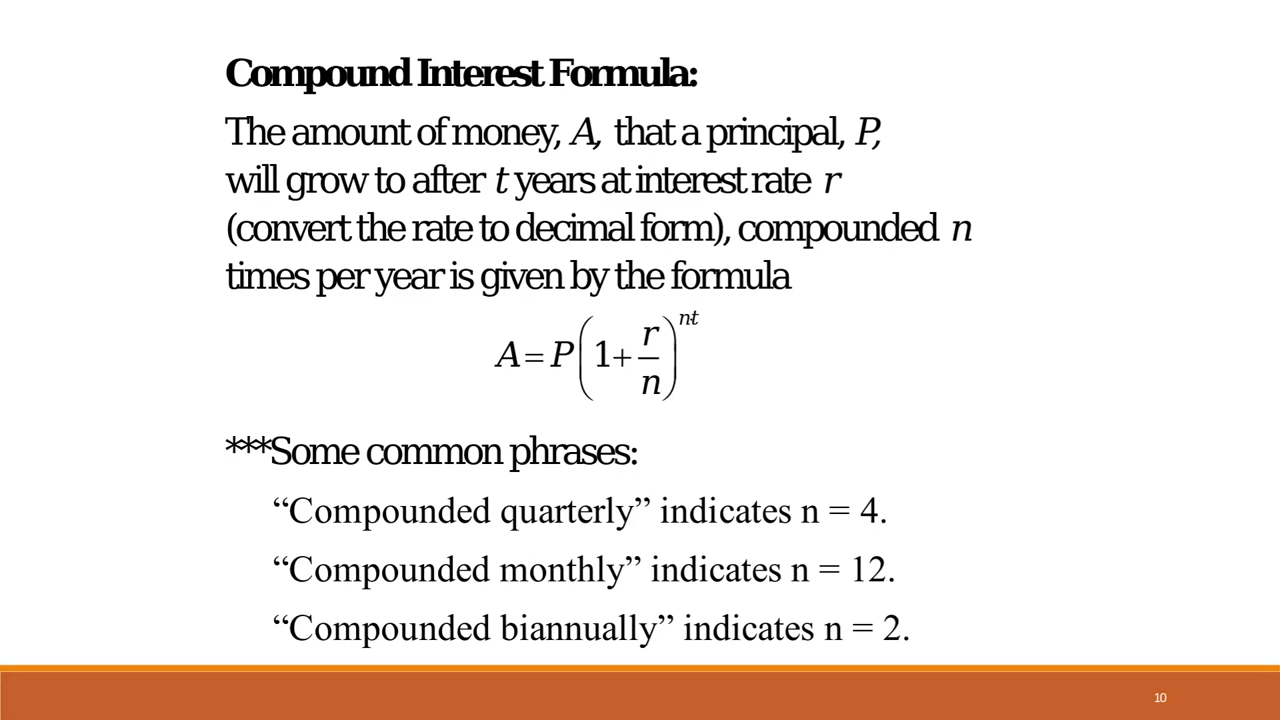 Compound Interest Formula:
The amount of money, A, that a principal, P,
will grow to after t years at interest rate r
(convert the rate to decimal form), compounded n
times per year is given by the formula
A = P(1 + r/n)^(n·t)
***Some common phrases:
“Compounded quarterly” indicates n = 4.
“Compounded monthly” indicates n = 12.
“Compounded biannually” indicates n = 2.
10